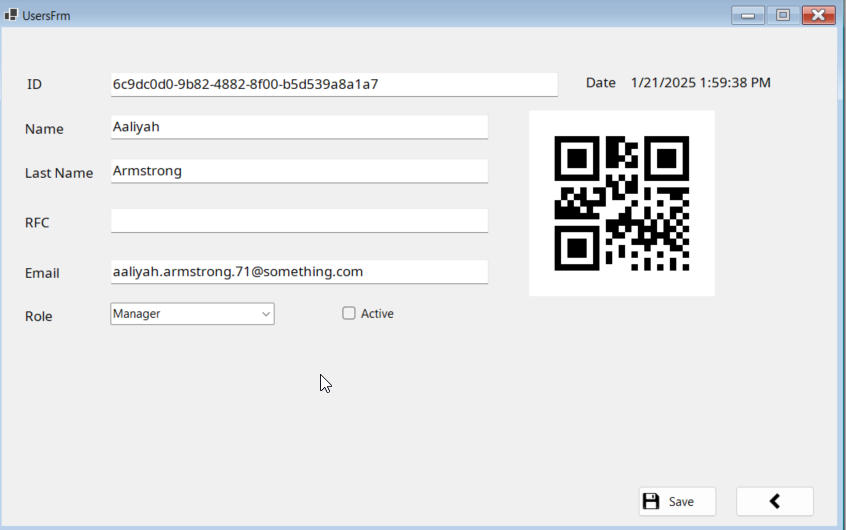 UsersFrm
ID 6c9dc0d0-9b82-4882-8f00-b5d539a8a1a7 Date 1/21/2025 1:59:38 PM
Name Aaliyah
Last Name Armstrong
RFC
Email aaliyah.armstrong.71@something.com
Role Manager Active
Save